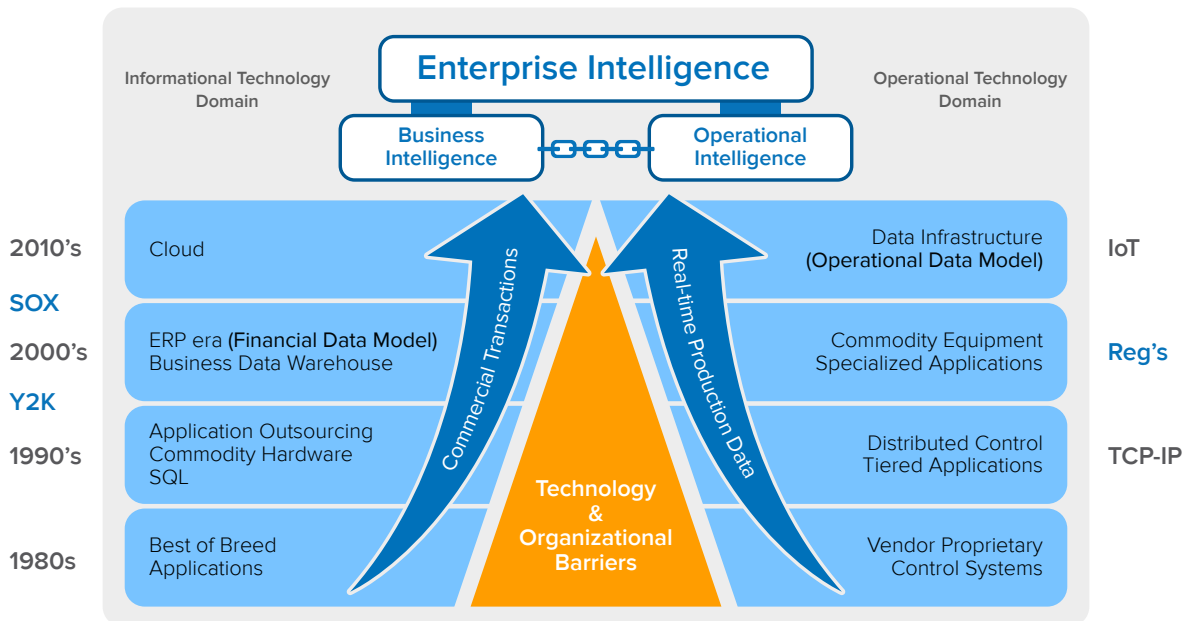 Enterprise Intelligence
Informational Technology
Domain
Operational Technology
Domain
Business
Intelligence
Operational
Intelligence
2010's
Cloud
Data Infrastructure
(Operational Data Model)
IoT
SOX
2000's
ERP era (Financial Data Model)
Business Data Warehouse
Commodity Equipment
Specialized Applications
Reg's
Y2K
1990's
Application Outsourcing
Commodity Hardware
SQL
Distributed Control
Tiered Applications
TCP-IP
1980s
Best of Breed
Applications
Vendor Proprietary
Control Systems
Commercial Transactions
Real-time Production Data
Technology
&
Organizational
Barriers